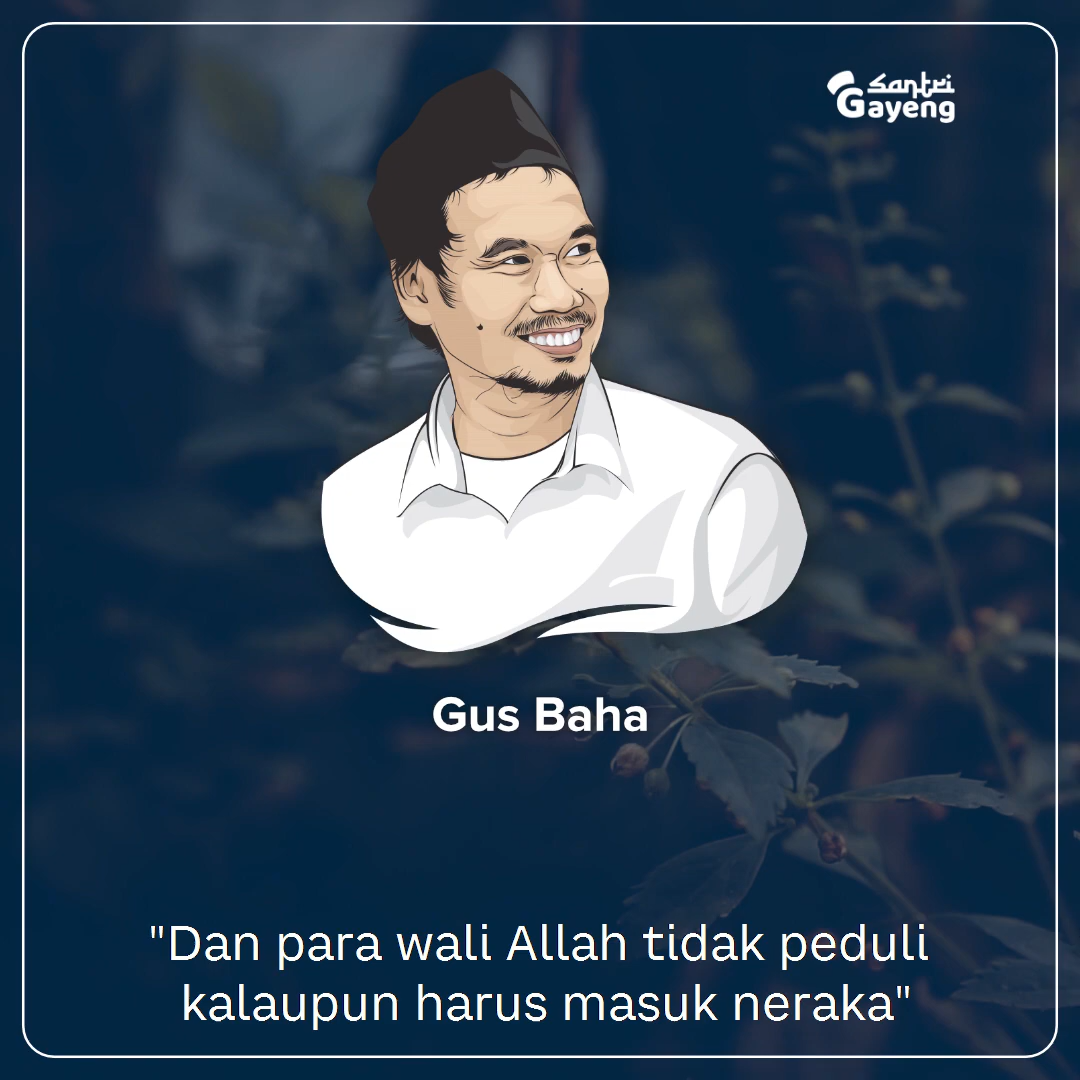 Santri
Gayeng
Gus Baha
"Dan para wali Allah tidak peduli
kalaupun harus masuk neraka"